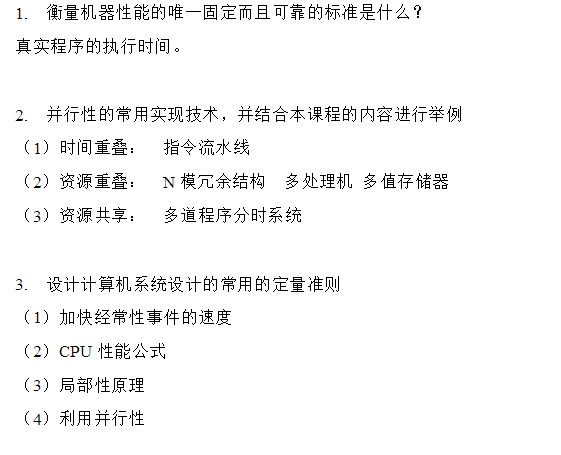 1. 衡量机器性能的唯一固定而且可靠的标准是什么？
真实程序的执行时间。
2. 并行性的常用实现技术，并结合本课程的内容进行举例
（1）时间重叠： 指令流水线
（2）资源重叠： N 模冗余结构 多处理机 多值存储器
（3）资源共享： 多道程序分时系统
3. 设计计算机系统设计的常用的定量准则
（1）加快经常性事件的速度
（2）CPU 性能公式
（3）局部性原理
（4）利用并行性